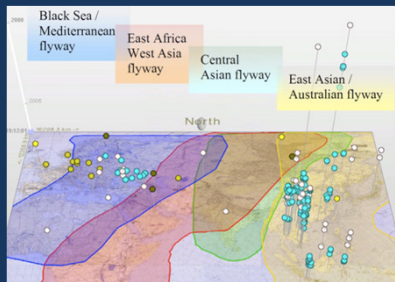 Black Sea /
Mediterranean
flyway
East Africa
West Asia
flyway
Central
Asian flyway
East Asian /
Australian flyway
North